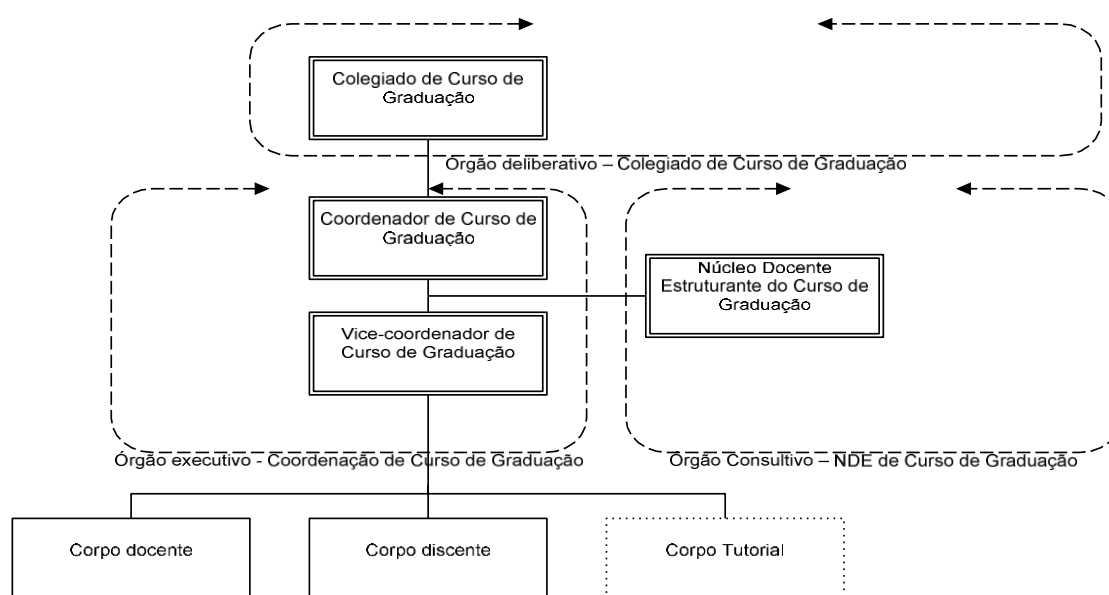 Colegiado de Curso de
Graduação
Órgão deliberativo – Colegiado de Curso de Graduação
Coordenador de Curso de
Graduação
Núcleo Docente
Estruturante do Curso de
Graduação
Vice-coordenador de
Curso de Graduação
Órgão executivo - Coordenação de Curso de Graduação
Órgão Consultivo – NDE de Curso de Graduação
Corpo docente
Corpo discente
Corpo Tutorial